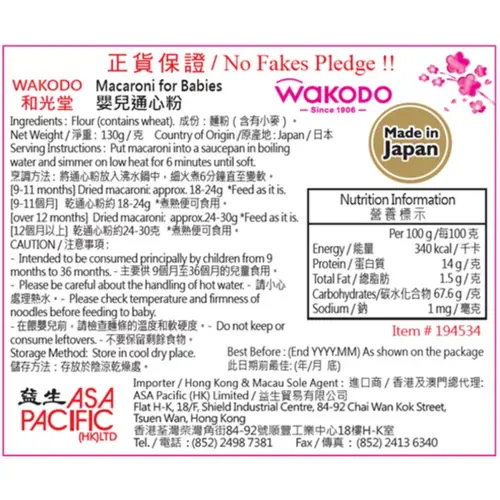 正貨保證 / No Fakes Pledge !!
WAKODO Macaroni for Babies
和光堂 嬰兒通心粉
WAKODO
Since 1906
Made in
Japan
Ingredients : Flour (contains wheat). 成份 : 麵粉 ( 含有小麥 ) 。
Net Weight / 淨重 : 130g / 克 Country of Origin /原產地 : Japan / 日本
Serving Instructions : Put macaroni into a saucepan in boiling
water and simmer on low heat for 6 minutes until soft.
烹調方法 : 將通心粉放入沸水鍋中，細火煮6分鐘直至變軟。
[9-11 months] Dried macaroni: approx. 18-24g *Feed as it is.
[9-11個月] 乾通心粉約 18-24g *煮熟便可食用。
[over 12 months] Dried macaroni: approx.24-30g *Feed as it is.
[12個月以上] 乾通心粉約24-30克 *煮熟便可食用。
CAUTION / 注意事項 :
- Intended to be consumed principally by children from 9
months to 36 months. - 主要供 9個月至36個月的兒童食用。
- Please be careful about the handling of hot water. - 請小心
處理熱水。- Please check temperature and firmness of
noodles before feeding to baby.
- 在餵嬰兒前，請檢查麵條的溫度和軟硬度。- Do not keep or
consume leftovers. - 不要保留剩餘食物。
Storage Method: Store in cool dry place.
儲存方法 : 存放於陰涼乾燥處。
Nutrition Information
營養標示
Per 100 g /每100 克
Energy / 能量 340 kcal / 千卡
Protein / 蛋白質 14 g / 克
Total Fat / 總脂肪 1.5 g / 克
Carbohydrates/碳水化合物 67.6 g / 克
Sodium / 鈉 1 mg / 毫克
Item # 194534
Best Before : (End YYYY.MM) As shown on the package
此日期前最佳: (年/月 底)
益生 ASA
PACIFIC
(HK)LTD
Importer / Hong Kong & Macau Sole Agent : 進口商 / 香港及澳門總代理:
ASA Pacific (HK) Limited / 益生貿易有限公司
Flat H-K, 18/F, Shield Industrial Centre, 84-92 Chai Wan Kok Street,
Tsuen Wan, Hong Kong
香港荃灣柴灣角街84-92號順豐工業中心18樓H-K室
Tel. / 電話 : (852) 2498 7381 Fax / 傳真 : (852) 2413 6340